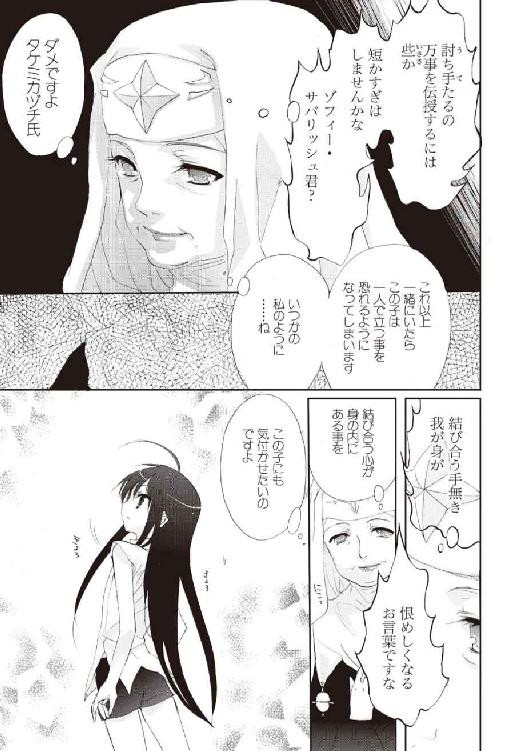 討ち手たるの
万事を伝授するには
些か
短かすぎは
しませんかな
ゾフィー・
サバリッシュ君？
ダメですよ
タケミカヅチ氏
これ以上
一緒にいたら
この子は
一人で立つ事を
恐れるように
なってしまいます
いつかの
私のように
……ね
結び合う手無き
我が身が
恨めしくなる
お言葉ですな
結び合う心が
身の内に
ある事を
この子にも
気付かせたいの
ですよ